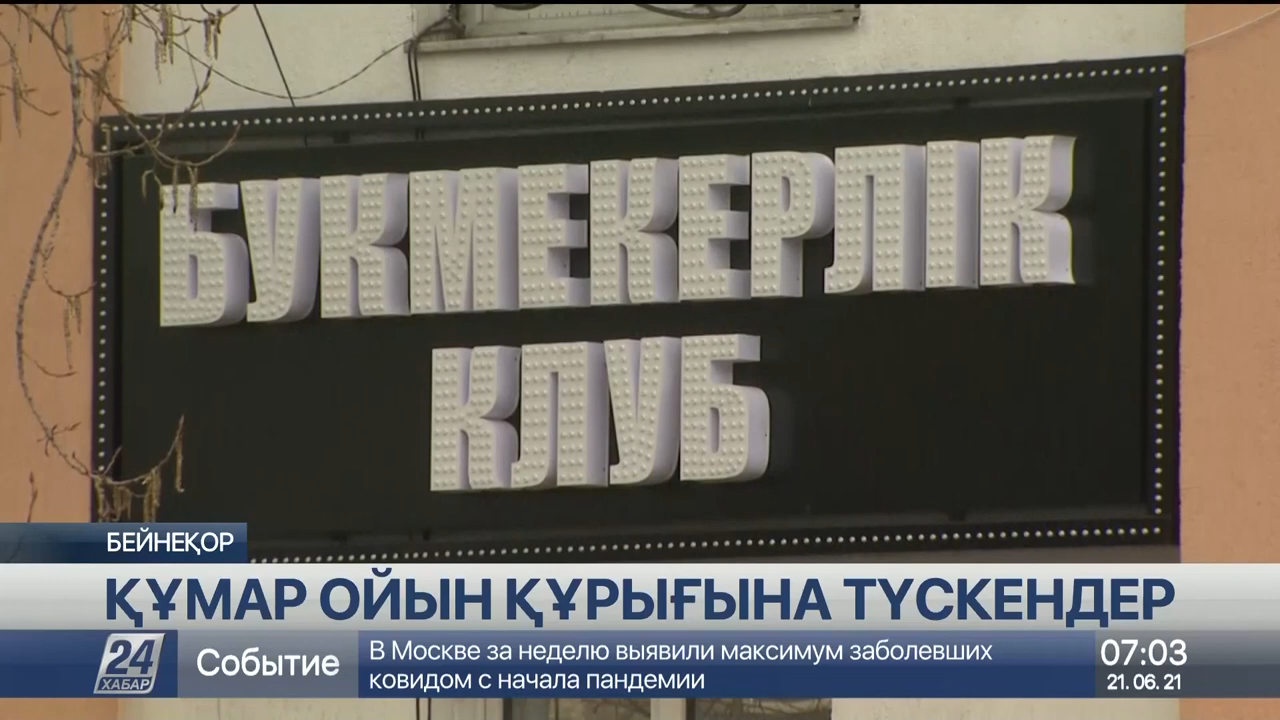 БУКМЕКЕРЛІК
КЛУБ
БЕЙНЕҚОР
ҚҰМАР ОЙЫН ҚҰРЫҒЫНА ТҮСКЕНДЕР
24
ХАБАР
Событие
В Москве за неделю выявили максимум заболевших
ковидом с начала пандемии
07:03
21. 06. 21